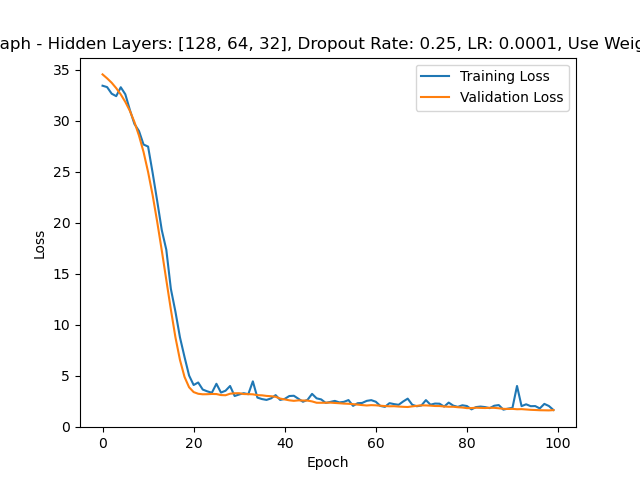 aph - Hidden Layers: [128, 64, 32], Dropout Rate: 0.25, LR: 0.0001, Use Weig
Training Loss
Validation Loss
35
30
25
20
15
10
5
0
Loss
0 20 40 60 80 100
Epoch